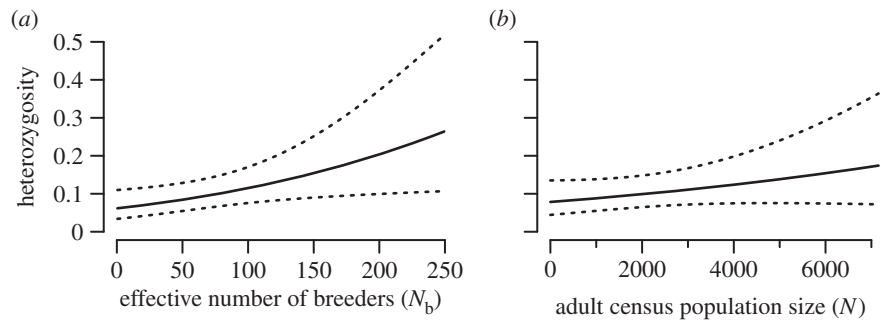 (a)
(b)
0.5
0.4
0.3
0.2
0.1
0
heterozygosity
0 50 100 150 200 250
0 2000 4000 6000
effective number of breeders (Nb)
adult census population size (N)